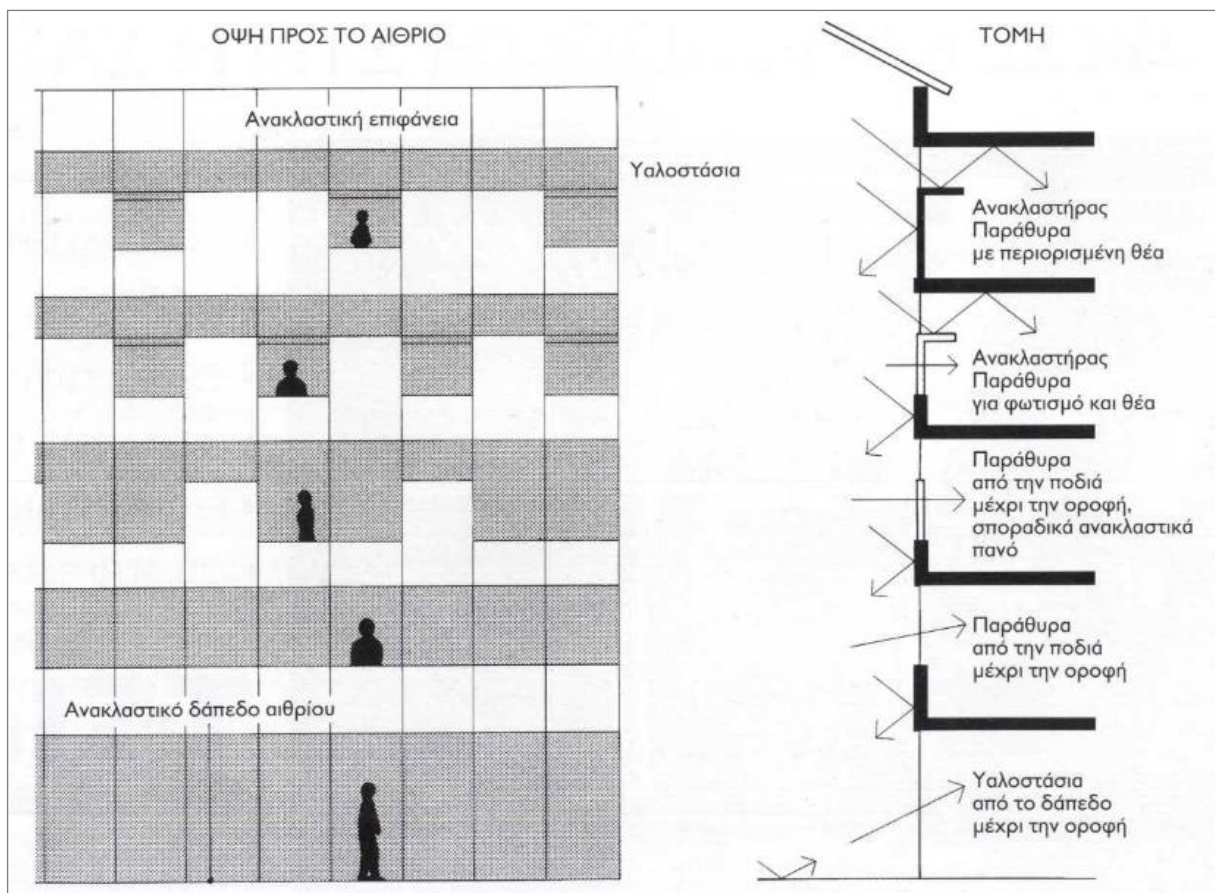 ΟΨΗ ΠΡΟΣ ΤΟ ΑΙΘΡΙΟ
Ανακλαστική επιφάνεια
Υαλοστάσια
Ανακλαστικό δάπεδο αιθρίου
ΤΟΜΗ
Ανακλαστήρας
Παράθυρα
με περιορισμένη θέα
Ανακλαστήρας
Παράθυρα
για φωτισμό και θέα
Παράθυρα
από την ποδιά
μέχρι την οροφή,
σποραδικά ανακλαστικά
πανό
Παράθυρα
από την ποδιά
μέχρι την οροφή
Υαλοστάσια
από το δάπεδο
μέχρι την οροφή